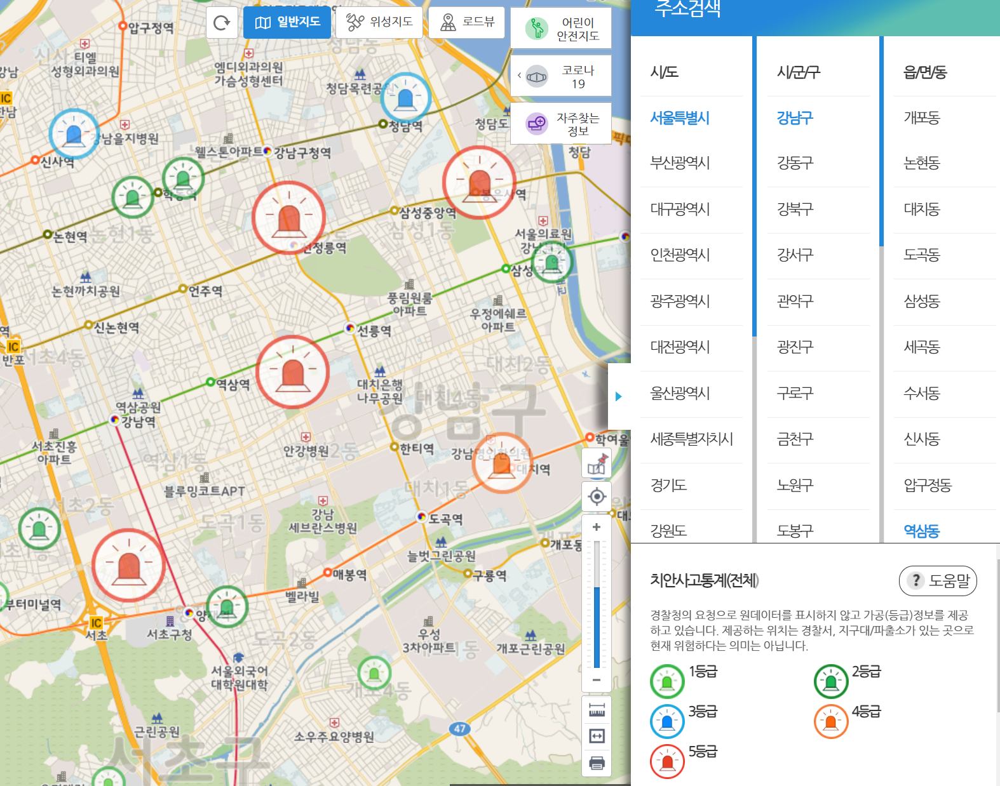 압구정역
일반지도
위성지도
로드뷰
어린이
안전지도
코로나
19
자주찾는
정보
티엘
성형외과의원
엠디외과의원
가슴성형센터
청담목련공원
IC
강남을지병원
청담역
신사역
웰스톤아파트
강남구청역
청담
학동역
봉은사역
삼성중앙역
삼성1동
논현역
논현1동
선정릉역
서울의료원
논현까치공원
언주역
풍림원룸
아파트
우정에쉐르
아파트
신논현역
선릉역
IC
반포
서초4동
대치2동
역삼역
대치은행
나무공원
대치4동
강남구
역삼공원
강남역
서초진흥
아파트
안강병원
한티역
역삼1동
대치역
블루밍코트APT
대치1동
서초2동
강남
세브란스병원
도곡1동
도곡역
늘벗그린공원
매봉역
구룡역
벨라빌
부터미널역
IC
서초
서초구청
도곡2동
우성
3차아파트
개포근린공원
서울외국어
대학원대학
개포4동
근린공원
소우주요양병원
47
서초구
주소검색
시/도
시/군/구
읍/면/동
서울특별시
강남구
개포동
부산광역시
강동구
논현동
대구광역시
강북구
대치동
인천광역시
강서구
도곡동
광주광역시
관악구
삼성동
대전광역시
광진구
세곡동
울산광역시
구로구
수서동
세종특별자치시
금천구
신사동
경기도
노원구
압구정동
강원도
도봉구
역삼동
치안사고통계(전체)
? 도움말
경찰청의 요청으로 원데이터를 표시하지 않고 가공(등급)정보를 제공
하고 있습니다. 제공하는 위치는 경찰서, 지구대/파출소가 있는 곳으로
현재 위험하다는 의미는 아닙니다.
1등급
2등급
3등급
4등급
5등급